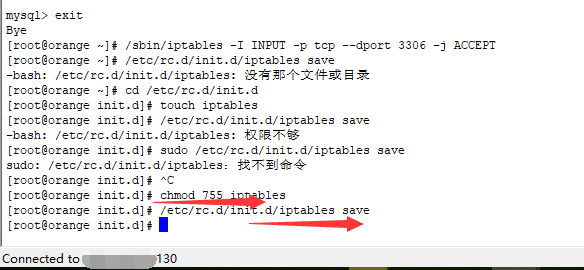 mysql> exit
Bye
[root@orange ~]# /sbin/iptables -I INPUT -p tcp --dport 3306 -j ACCEPT
[root@orange ~]# /etc/rc.d/init.d/iptables save
-bash: /etc/rc.d/init.d/iptables: 没有那个文件或目录
[root@orange ~]# cd /etc/rc.d/init.d
[root@orange init.d]# touch iptables
[root@orange init.d]# /etc/rc.d/init.d/iptables save
-bash: /etc/rc.d/init.d/iptables: 权限不够
[root@orange init.d]# sudo /etc/rc.d/init.d/iptables save
sudo: /etc/rc.d/init.d/iptables：找不到命令
[root@orange init.d]# ^C
[root@orange init.d]# chmod 755 iptables
[root@orange init.d]# /etc/rc.d/init.d/iptables save
[root@orange init.d]#
Connected to 130